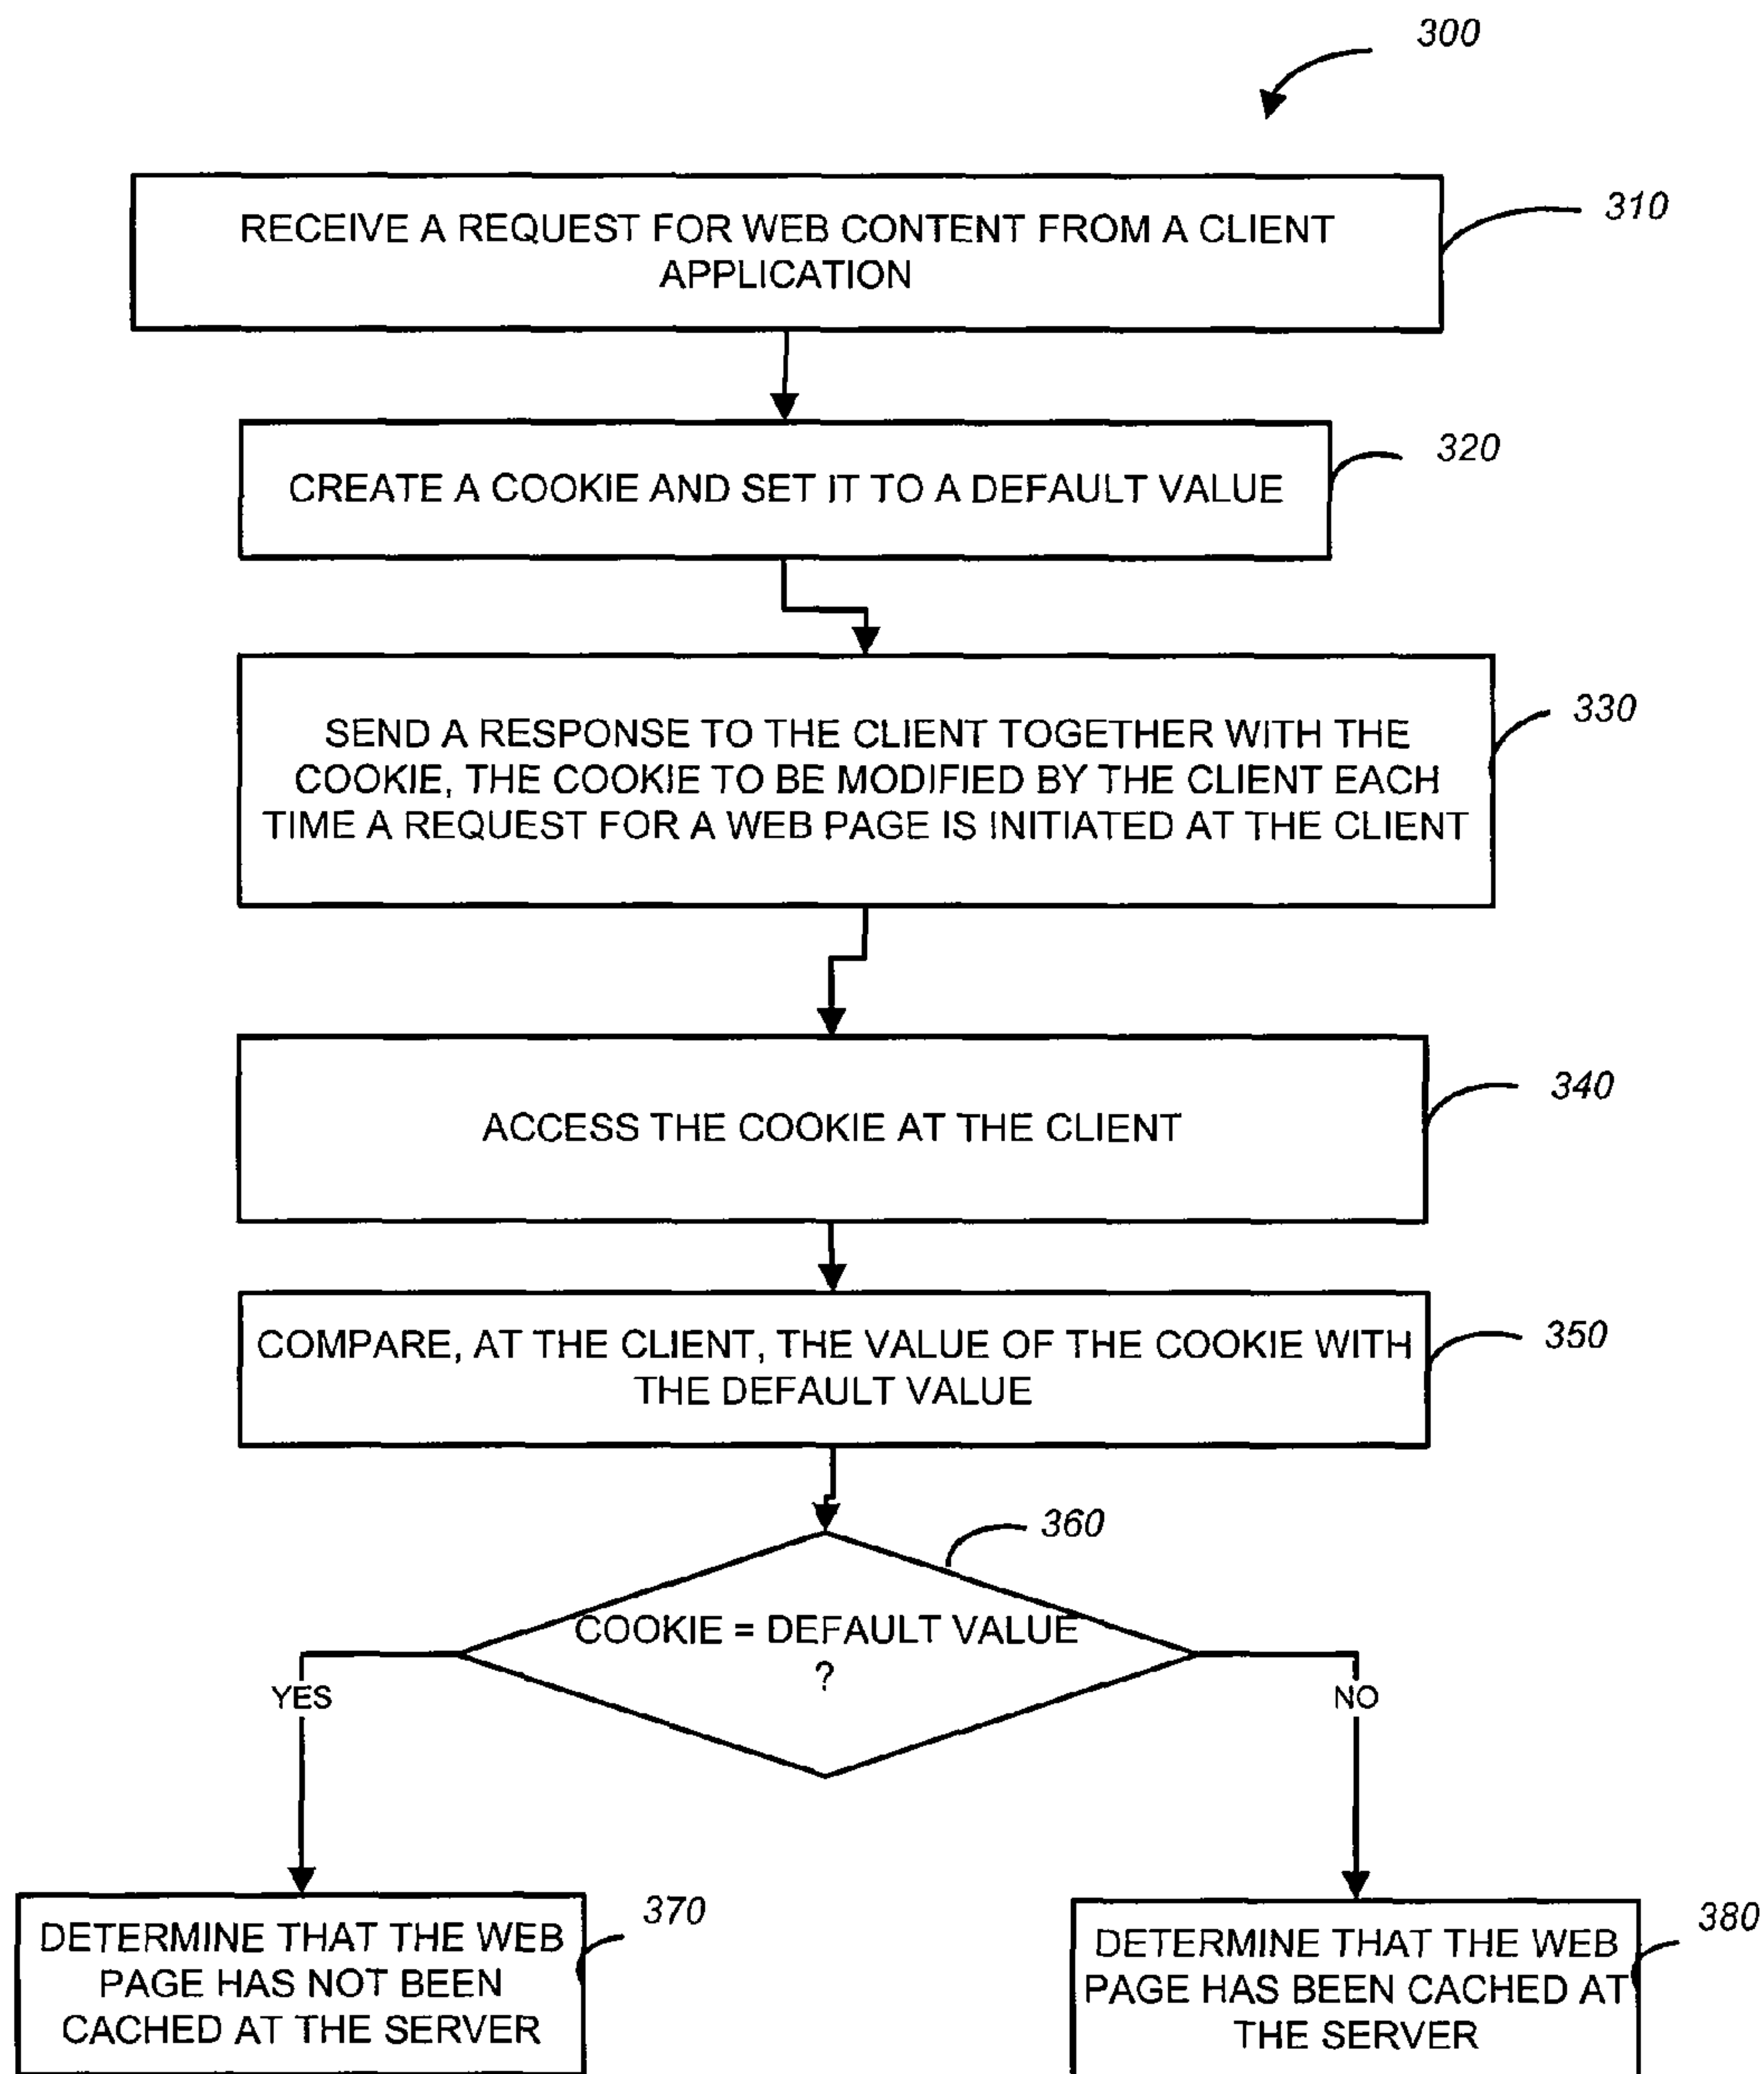 300
RECEIVE A REQUEST FOR WEB CONTENT FROM A CLIENT
APPLICATION
310
CREATE A COOKIE AND SET IT TO A DEFAULT VALUE
320
SEND A RESPONSE TO THE CLIENT TOGETHER WITH THE
COOKIE, THE COOKIE TO BE MODIFIED BY THE CLIENT EACH
TIME A REQUEST FOR A WEB PAGE IS INITIATED AT THE CLIENT
330
ACCESS THE COOKIE AT THE CLIENT
340
COMPARE, AT THE CLIENT, THE VALUE OF THE COOKIE WITH
THE DEFAULT VALUE
350
360
COOKIE = DEFAULT VALUE
?
YES
NO
DETERMINE THAT THE WEB
PAGE HAS NOT BEEN
CACHED AT THE SERVER
370
DETERMINE THAT THE WEB
PAGE HAS BEEN CACHED AT
THE SERVER
380